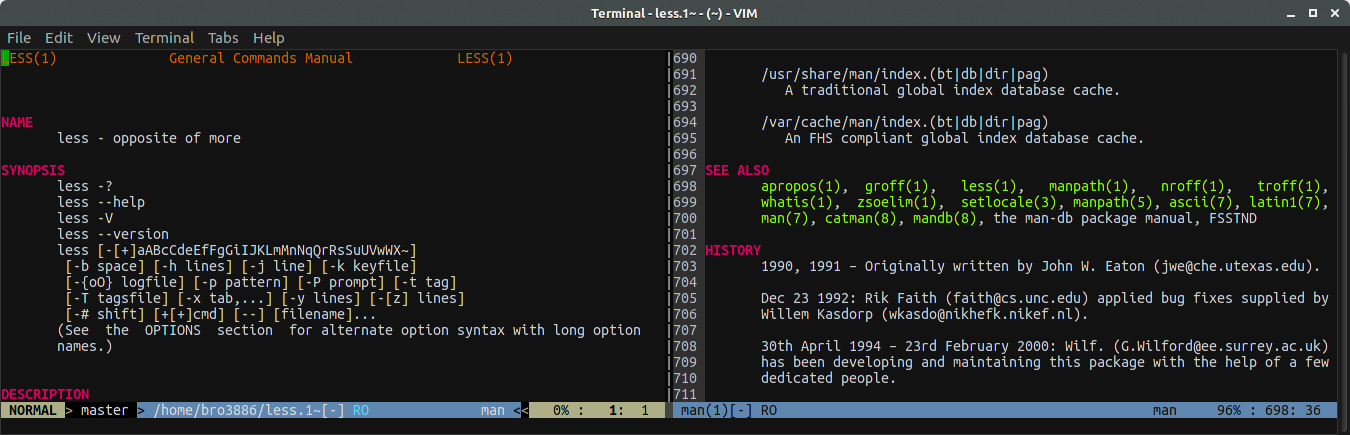 Terminal - less.1~ - (~) - VIM
File Edit View Terminal Tabs Help
LESS(1) General Commands Manual LESS(1)
NAME
less - opposite of more
SYNOPSIS
less -?
less --help
less -V
less --version
less [-[+]aABcCdeEfFgGiIJKLmMnNqQrRsSuUVwWX~]
[-b space] [-h lines] [-j line] [-k keyfile]
[-{oO} logfile] [-p pattern] [-P prompt] [-t tag]
[-T tagsfile] [-x tab,...] [-y lines] [-[z] lines]
[-# shift] [+[+]cmd] [--] [filename]...
(See the OPTIONS section for alternate option syntax with long option
names.)
DESCRIPTION
NORMAL > master > /home/bro3886/less.1~[-] RO man << 0% : 1: 1
690
691 /usr/share/man/index.(bt|db|dir|pag)
692 A traditional global index database cache.
693
694 /var/cache/man/index.(bt|db|dir|pag)
695 An FHS compliant global index database cache.
696
697 SEE ALSO
698 apropos(1), groff(1), less(1), manpath(1), nroff(1), troff(1),
699 whatis(1), zsoelim(1), setlocale(3), manpath(5), ascii(7), latin1(7),
700 man(7), catman(8), mandb(8), the man-db package manual, FSSTND
701
702 HISTORY
703 1990, 1991 – Originally written by John W. Eaton (jwe@che.utexas.edu).
704
705 Dec 23 1992: Rik Faith (faith@cs.unc.edu) applied bug fixes supplied by
706 Willem Kasdorp (wkasdo@nikhefk.nikef.nl).
707
708 30th April 1994 – 23rd February 2000: Wilf. (G.Wilford@ee.surrey.ac.uk)
709 has been developing and maintaining this package with the help of a few
710 dedicated people.
711
man(1)[-] RO man 96% : 698: 36